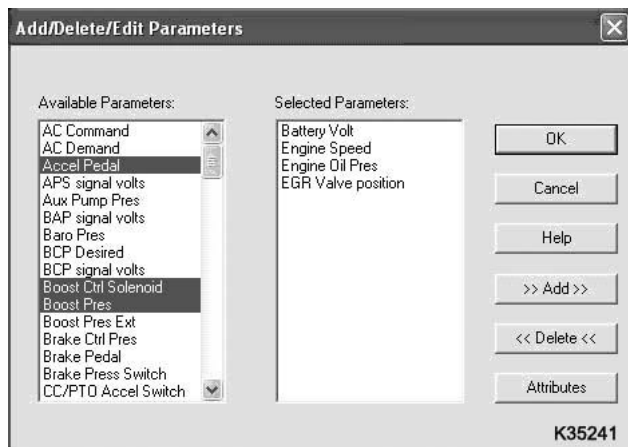 Add/Delete/Edit Parameters
Available Parameters:
AC Command
AC Demand
Accel Pedal
APS signal volts
Aux Pump Pres
BAP signal volts
Baro Pres
BCP Desired
BCP signal volts
Boost Ctrl Solenoid
Boost Pres
Boost Pres Ext
Brake Ctrl Pres
Brake Pedal
Brake Press Switch
CC/PTO Accel Switch
Selected Parameters:
Battery Volt
Engine Speed
Engine Oil Pres
EGR Valve position
OK
Cancel
Help
>> Add >>
<< Delete <<
Attributes
K35241